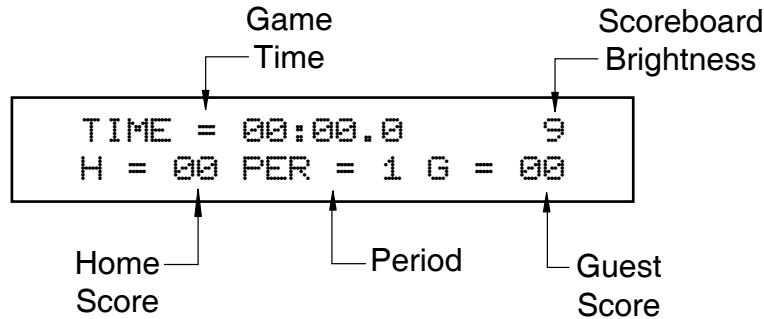 Game
Time
Scoreboard
Brightness
TIME = 00:00.0 9
H = 00 PER = 1 G = 00
Home
Score
Period
Guest
Score